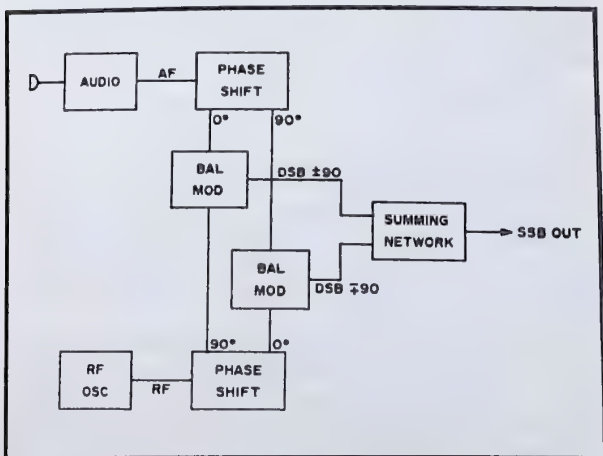 AUDIO
AF
PHASE
SHIFT
0°
90°
BAL
MOD
DSB ±90
SUMMING
NETWORK
SSB OUT
BAL
MOD
DSB ∓90
90°
0°
RF
OSC
RF
PHASE
SHIFT